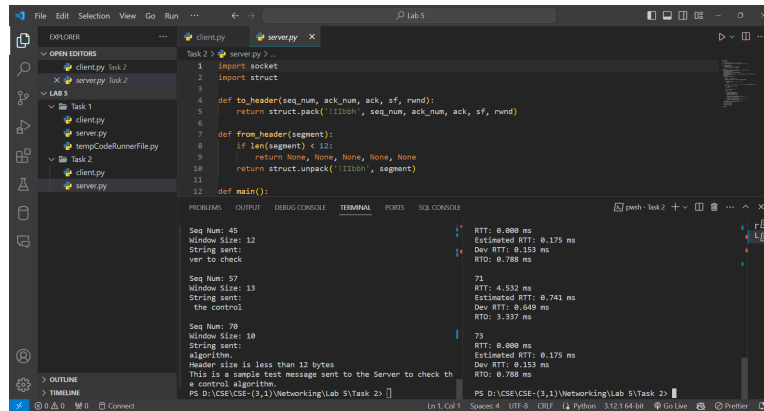 File Edit Selection View Go Run ... Lab 5
EXPLORER ...
OPEN EDITORS
client.py Task 2
server.py Task 2
LAB 5
Task 1
client.py
server.py
tempCodeRunnerFile.py
Task 2
client.py
server.py
OUTLINE
TIMELINE
client.py server.py
Task 2 > server.py > ...
1 import socket
2 import struct
3
4 def to_header(seq_num, ack_num, ack, sf, rwnd):
5 return struct.pack('!IIbbh', seq_num, ack_num, ack, sf, rwnd)
6
7 def from_header(segment):
8 if len(segment) < 12:
9 return None, None, None, None, None
10 return struct.unpack('!IIbbh', segment)
11
12 def main():
PROBLEMS OUTPUT DEBUG CONSOLE TERMINAL PORTS SQL CONSOLE pwsh - Task 2
Seq Num: 45
Window Size: 12
String sent:
ver to check
Seq Num: 57
Window Size: 13
String sent:
the control
Seq Num: 70
Window Size: 10
String sent:
algorithm.
Header size is less than 12 bytes
This is a sample test message sent to the Server to check th
e control algorithm.
PS D:\CSE\CSE-(3,1)\Networking\Lab 5\Task 2>
RTT: 0.000 ms
Estimated RTT: 0.175 ms
Dev RTT: 0.153 ms
RTO: 0.788 ms
71
RTT: 4.532 ms
Estimated RTT: 0.741 ms
Dev RTT: 0.649 ms
RTO: 3.337 ms
73
RTT: 0.000 ms
Estimated RTT: 0.175 ms
Dev RTT: 0.153 ms
RTO: 0.788 ms
PS D:\CSE\CSE-(3,1)\Networking\Lab 5\Task 2>
0 0 0 Connect Ln 1, Col 1 Spaces: 4 UTF-8 CRLF Python 3.12.1 64-bit Go Live Prettier